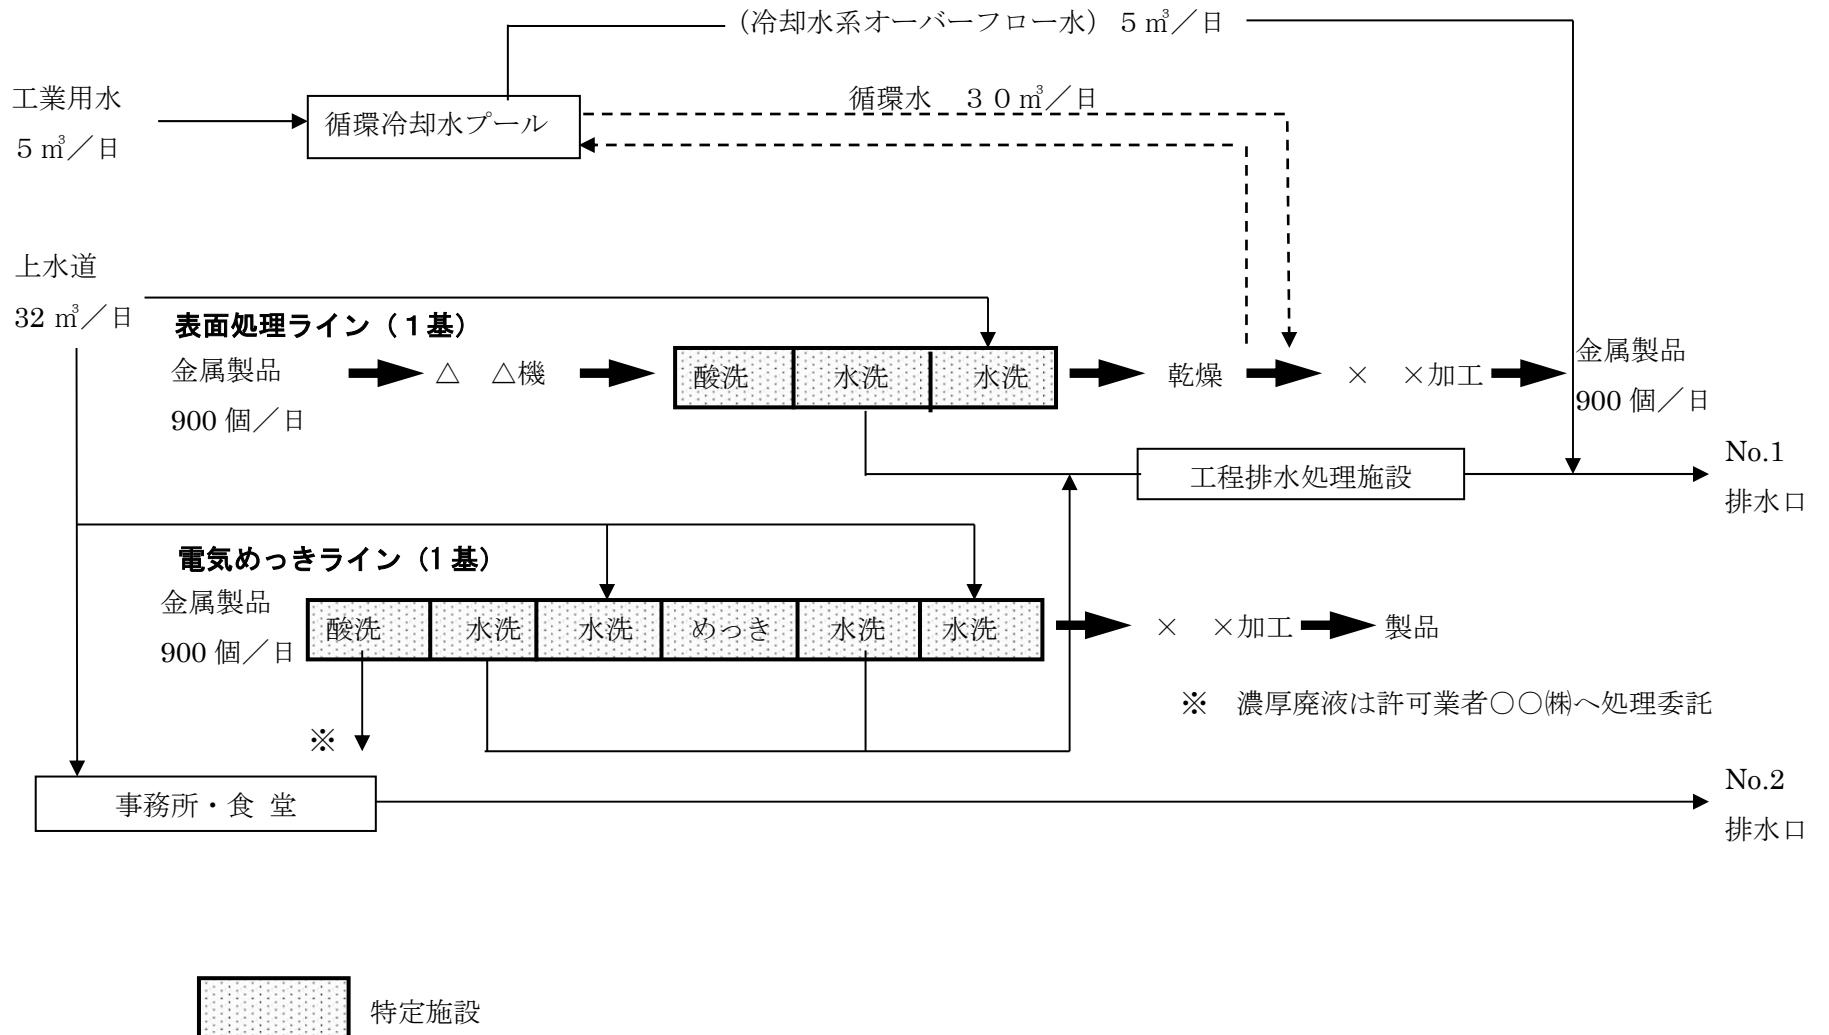 （冷却水系オーバーフロー水） 5㎥／日
工業用水
5㎥／日
循環冷却水プール
循環水　３０㎥／日
上水道
32 ㎥／日
表面処理ライン（１基）
金属製品
900 個／日
△　△機
酸洗
水洗
水洗
乾燥
×　×加工
金属製品
900 個／日
工程排水処理施設
No.1
排水口
電気めっきライン（1 基）
金属製品
900 個／日
酸洗
水洗
水洗
めっき
水洗
水洗
×　×加工
製品
※　濃厚廃液は許可業者○○㈱へ処理委託
※
事務所・食 堂
No.2
排水口
特定施設